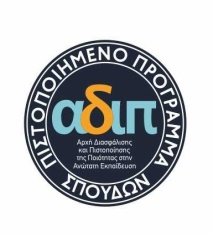 ΠΙΣΤΟΠΟΙΗΜΕΝΟ ΠΡΟΓΡΑΜΜΑ
αδιπ
Αρχή Διασφάλισης
και Πιστοποίησης
της Ποιότητας στην
Ανώτατη Εκπαίδευση
ΣΠΟΥΔΩΝ